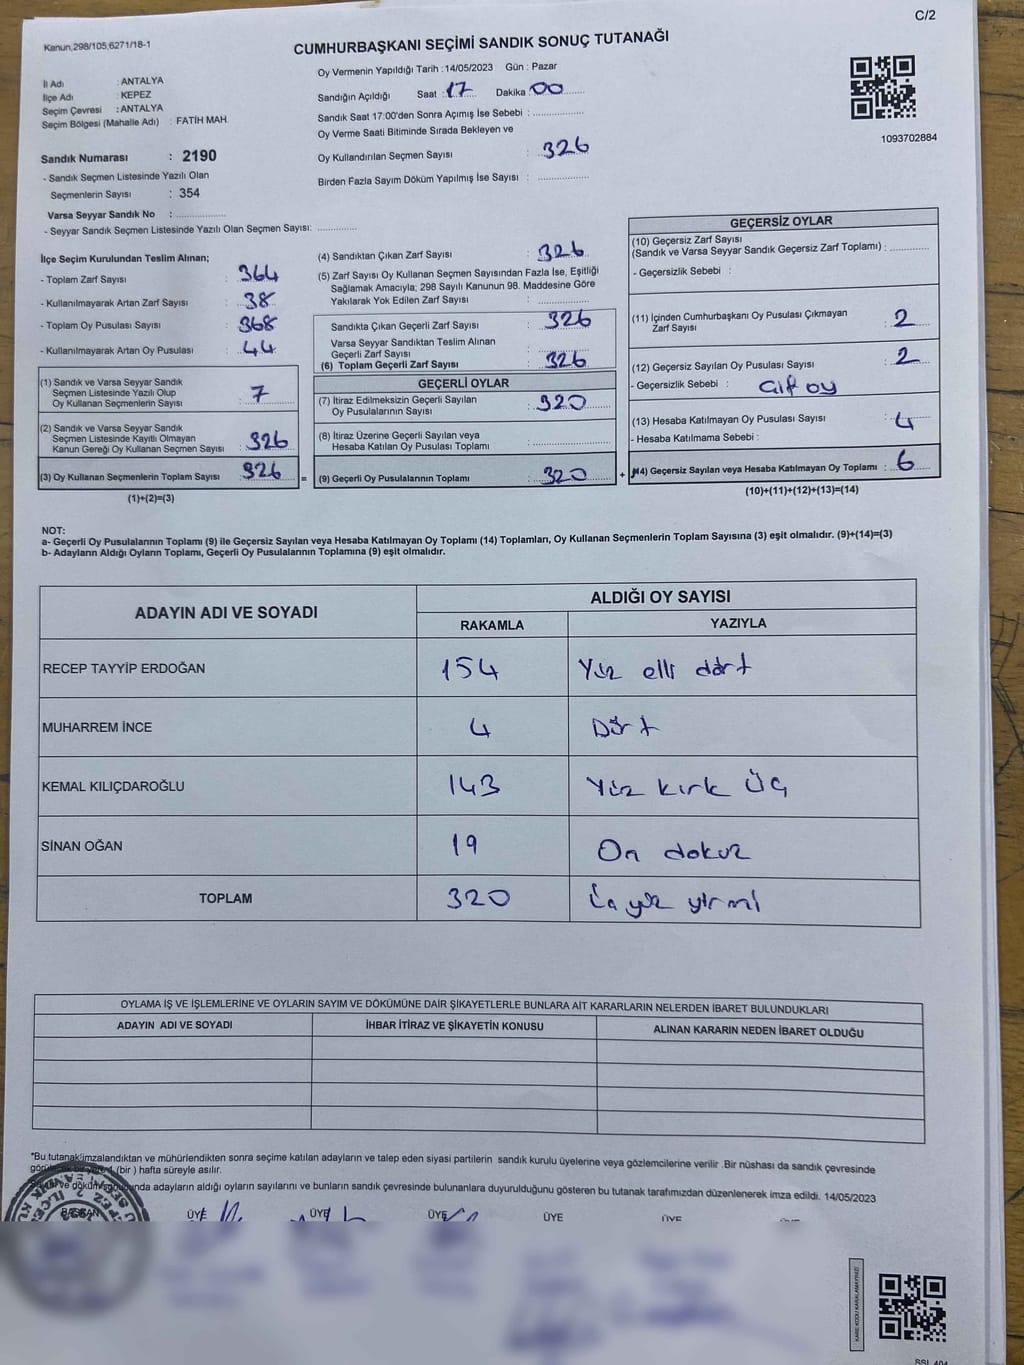 C/2
Kanun,298/105;6271/18-1
CUMHURBAŞKANI SEÇİMİ SANDIK SONUÇ TUTANAĞI
İl Adı : ANTALYA
İlçe Adı : KEPEZ
Seçim Çevresi : ANTALYA
Seçim Bölgesi (Mahalle Adı) : FATİH MAH.
Sandık Numarası : 2190
- Sandık Seçmen Listesinde Yazılı Olan
Seçmenlerin Sayısı : 354
Varsa Seyyar Sandık No :
- Seyyar Sandık Seçmen Listesinde Yazılı Olan Seçmen Sayısı:
Oy Vermenin Yapıldığı Tarih : 14/05/2023 Gün : Pazar
Sandığın Açıldığı Saat : 17 Dakika : 00
Sandık Saat 17:00'den Sonra Açımış İse Sebebi :
Oy Verme Saati Bitiminde Sırada Bekleyen ve
Oy Kullandırılan Seçmen Sayısı : 326
Birden Fazla Sayım Döküm Yapılmış İse Sayısı :
1093702884
İlçe Seçim Kurulundan Teslim Alınan;
- Toplam Zarf Sayısı : 364
- Kullanılmayarak Artan Zarf Sayısı : 38
- Toplam Oy Pusulası Sayısı : 368
- Kullanılmayarak Artan Oy Pusulası : 44
(1) Sandık ve Varsa Seyyar Sandık
Seçmen Listesinde Yazılı Olup
Oy Kullanan Seçmenlerin Sayısı : 7
(2) Sandık ve Varsa Seyyar Sandık
Seçmen Listesinde Kayıtlı Olmayan
Kanun Gereği Oy Kullanan Seçmen Sayısı : 326
(3) Oy Kullanan Seçmenlerin Toplam Sayısı : 326
(1)+(2)=(3)
=
(4) Sandıktan Çıkan Zarf Sayısı : 326
(5) Zarf Sayısı Oy Kullanan Seçmen Sayısından Fazla İse, Eşitliği
Sağlamak Amacıyla; 298 Sayılı Kanunun 98. Maddesine Göre
Yakılarak Yok Edilen Zarf Sayısı :
Sandıkta Çıkan Geçerli Zarf Sayısı : 326
Varsa Seyyar Sandıktan Teslim Alınan
Geçerli Zarf Sayısı :
(6) Toplam Geçerli Zarf Sayısı : 326
GEÇERLİ OYLAR
(7) İtiraz Edilmeksizin Geçerli Sayılan
Oy Pusulalarının Sayısı : 320
(8) İtiraz Üzerine Geçerli Sayılan veya
Hesaba Katılan Oy Pusulası Toplamı :
(9) Geçerli Oy Pusulalarının Toplamı : 320
+
GEÇERSİZ OYLAR
(10) Geçersiz Zarf Sayısı
(Sandık ve Varsa Seyyar Sandık Geçersiz Zarf Toplamı) :
- Geçersizlik Sebebi :
(11) İçinden Cumhurbaşkanı Oy Pusulası Çıkmayan
Zarf Sayısı : 2
(12) Geçersiz Sayılan Oy Pusulası Sayısı : 2
- Geçersizlik Sebebi : Çift oy
(13) Hesaba Katılmayan Oy Pusulası Sayısı : 4
- Hesaba Katılmama Sebebi :
(14) Geçersiz Sayılan veya Hesaba Katılmayan Oy Toplamı : 6
(10)+(11)+(12)+(13)=(14)
NOT:
a- Geçerli Oy Pusulalarının Toplamı (9) ile Geçersiz Sayılan veya Hesaba Katılmayan Oy Toplamı (14) Toplamları, Oy Kullanan Seçmenlerin Toplam Sayısına (3) eşit olmalıdır. (9)+(14)=(3)
b- Adayların Aldığı Oyların Toplamı, Geçerli Oy Pusulalarının Toplamına (9) eşit olmalıdır.
ADAYIN ADI VE SOYADI ALDIĞI OY SAYISI
RAKAMLA YAZIYLA
RECEP TAYYİP ERDOĞAN 154 Yüz elli dört
MUHARREM İNCE 4 Dört
KEMAL KILIÇDAROĞLU 143 Yüz kırk Üç
SİNAN OĞAN 19 On dokuz
TOPLAM 320 Üç yüz yirmi
OYLAMA İŞ VE İŞLEMLERİNE VE OYLARIN SAYIM VE DÖKÜMÜNE DAİR ŞİKAYETLERLE BUNLARA AİT KARARLARIN NELERDEN İBARET BULUNDUKLARI
ADAYIN ADI VE SOYADI İHBAR İTİRAZ VE ŞİKAYETİN KONUSU ALINAN KARARIN NEDEN İBARET OLDUĞU
*Bu tutanak imzalandıktan ve mühürlendikten sonra seçime katılan adayların ve talep eden siyasi partilerin sandık kurulu üyelerine veya gözlemcilerine verilir .Bir nüshası da sandık çevresinde
bir yere 1 (bir ) hafta süreyle asılır.
ve döküm sonunda adayların aldığı oyların sayılarını ve bunların sandık çevresinde bulunanlara duyurulduğunu gösteren bu tutanak tarafımızdan düzenlenerek imza edildi. 14/05/2023
BAŞKAN ÜYE ÜYE ÜYE ÜYE ÜYE ÜYE